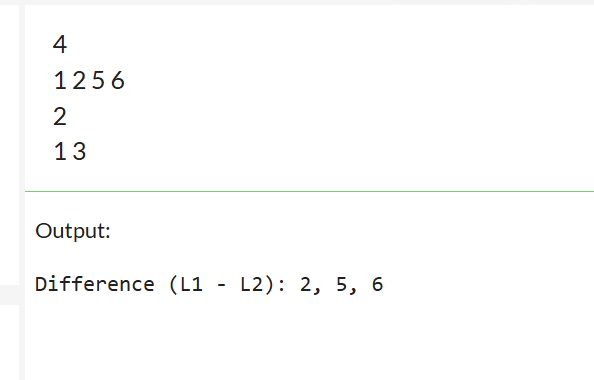 4
1 2 5 6
2
1 3
Output:
Difference (L1 - L2): 2, 5, 6